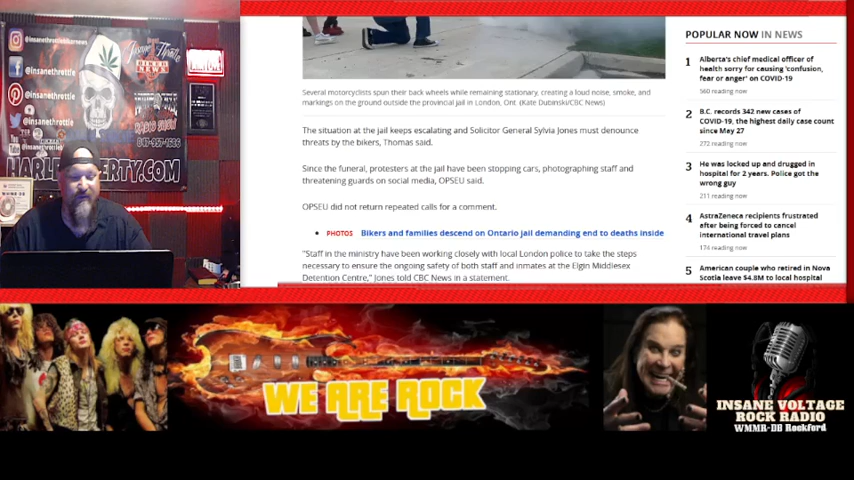 @insanethrottlebikernews
@insanethrottle
@insanethrottle
@insanethrottle
Insane Throttle
BIKER
NEWS
RADIO SHOW
Several motorcyclists spun their back wheels while remaining stationary, creating a loud noise, smoke, and
markings on the ground outside the provincial jail in London, Ont. (Kate Dubinski/CBC News)
The situation at the jail keeps escalating and Solicitor General Sylvia Jones must denounce
threats by the bikers, Thomas said.
Since the funeral, protesters at the jail have been stopping cars, photographing staff and
threatening guards on social media, OPSEU said.
OPSEU did not return repeated calls for a comment.
• PHOTOS Bikers and families descend on Ontario jail demanding end to deaths inside
"Staff in the ministry have been working closely with local London police to take the steps
necessary to ensure the ongoing safety of both staff and inmates at the Elgin Middlesex
Detention Centre," Jones told CBC News in a statement.
POPULAR NOW IN NEWS
1 Alberta's chief medical officer of
health sorry for causing 'confusion,
fear or anger' on COVID-19
560 reading now
2 B.C. records 342 new cases of
COVID-19, the highest daily case count
since May 27
272 reading now
3 He was locked up and drugged in
hospital for 2 years. Police got the
wrong guy
211 reading now
4 AstraZeneca recipients frustrated
after being forced to cancel
international travel plans
174 reading now
5 American couple who retired in Nova
Scotia leave $4.8M to local hospital
WE ARE ROCK
INSANE VOLTAGE
ROCK RADIO
WMMR-DB Rockford